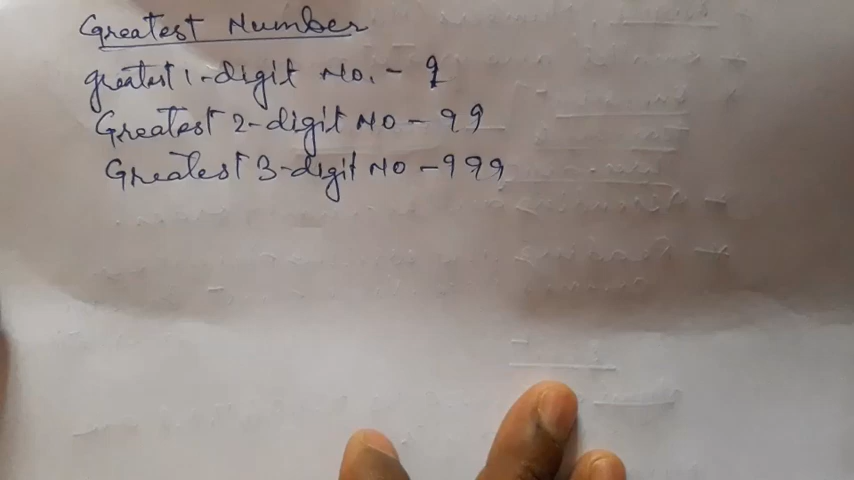 Greatest Number
greatest 1-digit No. - 9
Greatest 2-digit No - 99
Greatest 3-digit No - 999